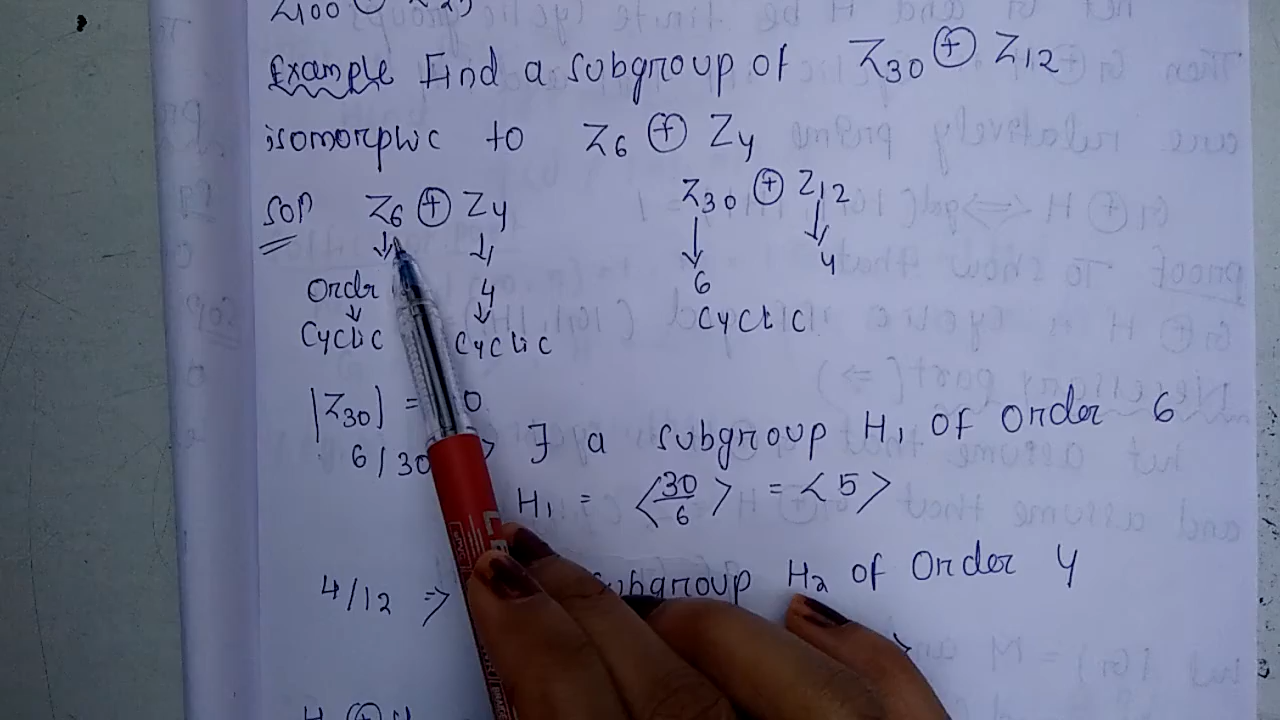 Example Find a subgroup of Z30 ⊕ Z12
isomorphic to Z6 ⊕ Z4
Sol Z6 ⊕ Z4 Z30 ⊕ Z12
↓ ↓ ↓ ↓
Ordr 4 6 4
↓ ↓
Cyclic Cyclic Cyclic
|Z30| = 0
6/30 ∃ a subgroup H1 of order 6
H1 = <30/6> = <5>
4/12 ⇒ subgroup H2 of order 4